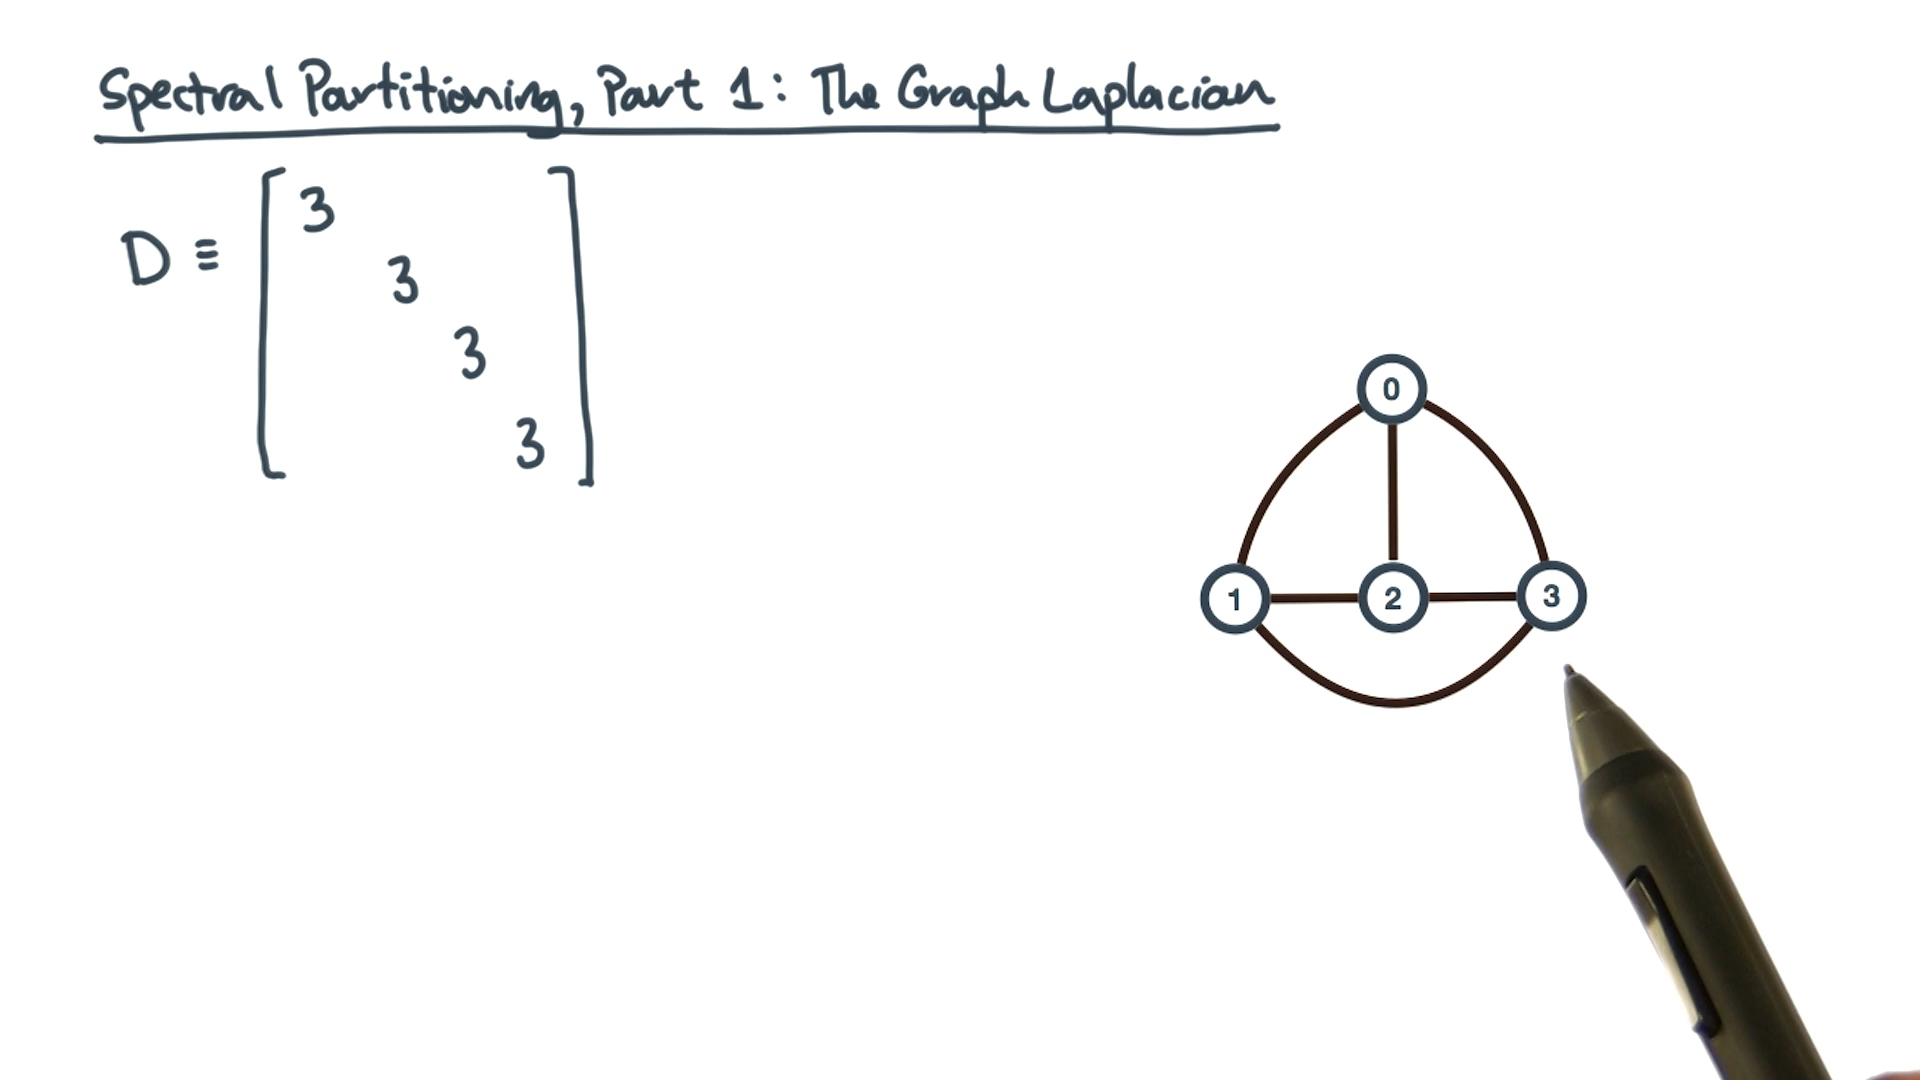 Spectral Partitioning, Part 1: The Graph Laplacian
D ≡ [ 3
3
3
3 ]
0
1 2 3